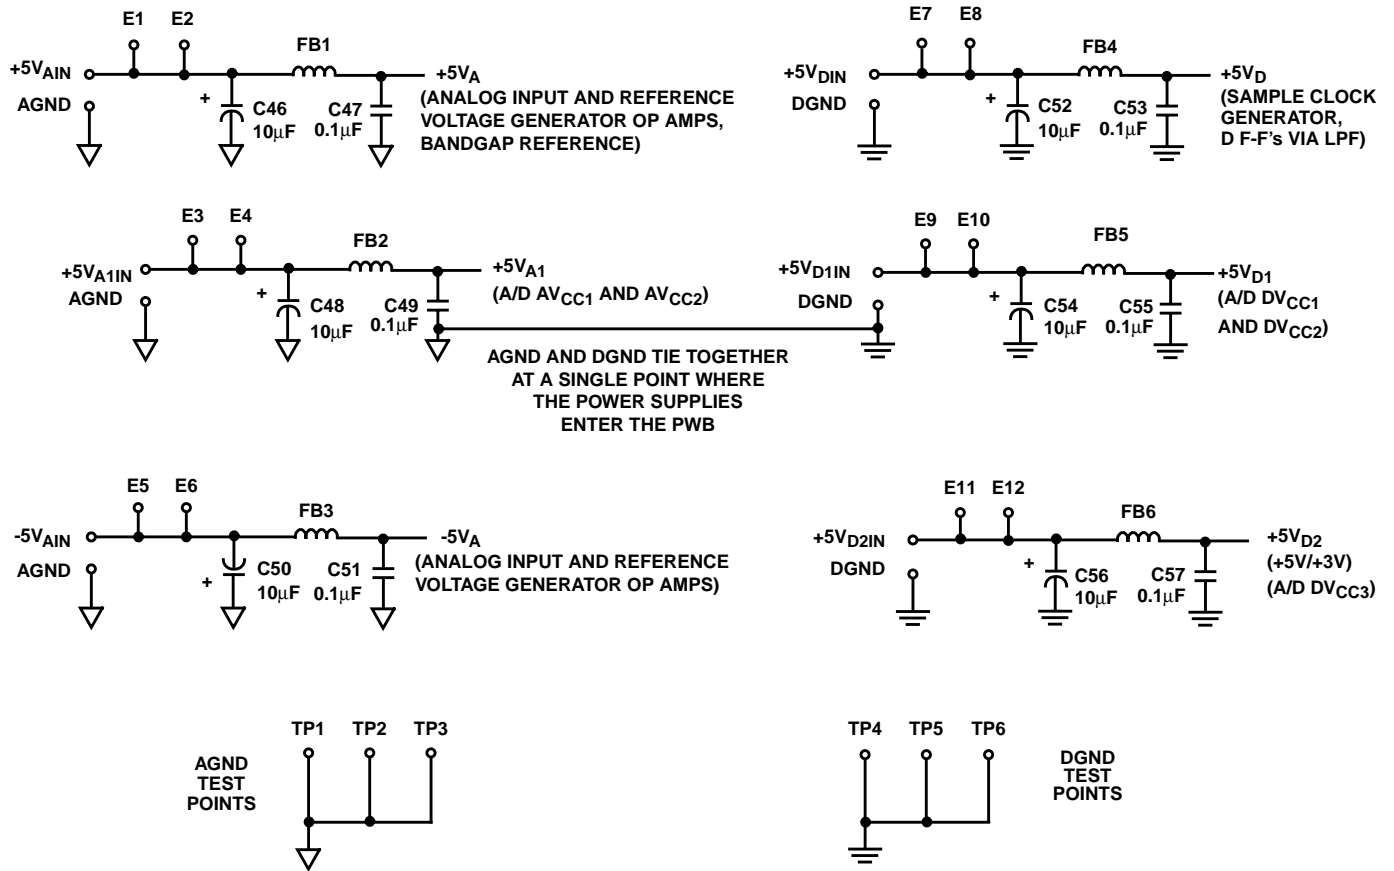 E1 E2
FB1
+5VAIN
+5VA
AGND
+
C46
10μF
C47
0.1μF
(ANALOG INPUT AND REFERENCE
VOLTAGE GENERATOR OP AMPS,
BANDGAP REFERENCE)
E7 E8
FB4
+5VDIN
+5VD
DGND
+
C52
10μF
C53
0.1μF
(SAMPLE CLOCK
GENERATOR,
D F-F's VIA LPF)
E3 E4
FB2
+5VA1IN
+5VA1
AGND
+
C48
10μF
C49
0.1μF
(A/D AVCC1 AND AVCC2)
E9 E10
FB5
+5VD1IN
+5VD1
DGND
+
C54
10μF
C55
0.1μF
(A/D DVCC1
AND DVCC2)
AGND AND DGND TIE TOGETHER
AT A SINGLE POINT WHERE
THE POWER SUPPLIES
ENTER THE PWB
E5 E6
FB3
-5VAIN
-5VA
AGND
+
C50
10μF
C51
0.1μF
(ANALOG INPUT AND REFERENCE
VOLTAGE GENERATOR OP AMPS)
E11 E12
FB6
+5VD2IN
+5VD2
DGND
+
C56
10μF
C57
0.1μF
(+5V/+3V)
(A/D DVCC3)
TP1 TP2 TP3
AGND
TEST
POINTS
TP4 TP5 TP6
DGND
TEST
POINTS